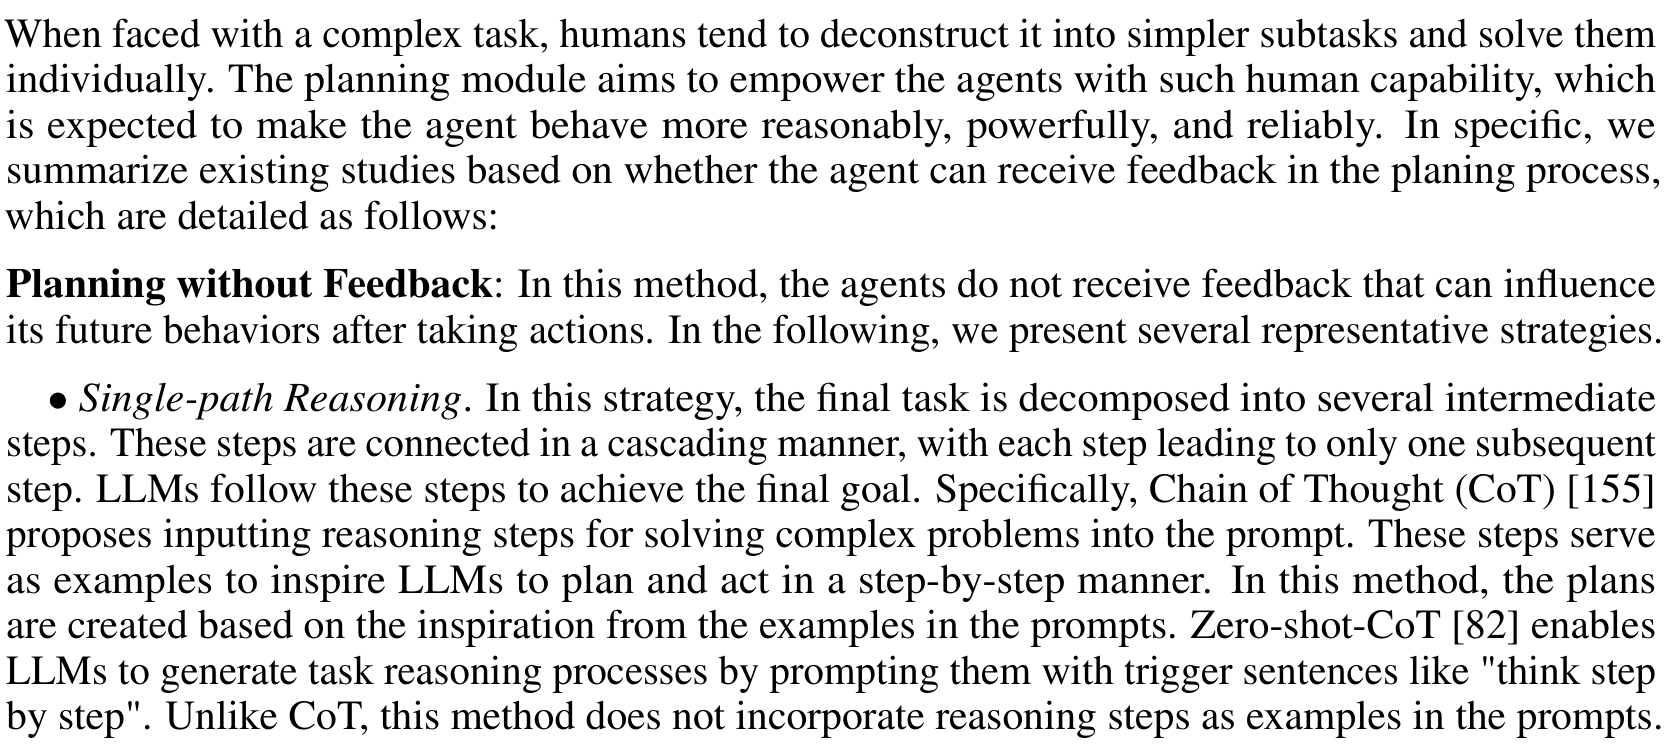 When faced with a complex task, humans tend to deconstruct it into simpler subtasks and solve them
individually. The planning module aims to empower the agents with such human capability, which
is expected to make the agent behave more reasonably, powerfully, and reliably. In specific, we
summarize existing studies based on whether the agent can receive feedback in the planing process,
which are detailed as follows:
Planning without Feedback: In this method, the agents do not receive feedback that can influence
its future behaviors after taking actions. In the following, we present several representative strategies.
• Single-path Reasoning. In this strategy, the final task is decomposed into several intermediate
steps. These steps are connected in a cascading manner, with each step leading to only one subsequent
step. LLMs follow these steps to achieve the final goal. Specifically, Chain of Thought (CoT) [155]
proposes inputting reasoning steps for solving complex problems into the prompt. These steps serve
as examples to inspire LLMs to plan and act in a step-by-step manner. In this method, the plans
are created based on the inspiration from the examples in the prompts. Zero-shot-CoT [82] enables
LLMs to generate task reasoning processes by prompting them with trigger sentences like "think step
by step". Unlike CoT, this method does not incorporate reasoning steps as examples in the prompts.